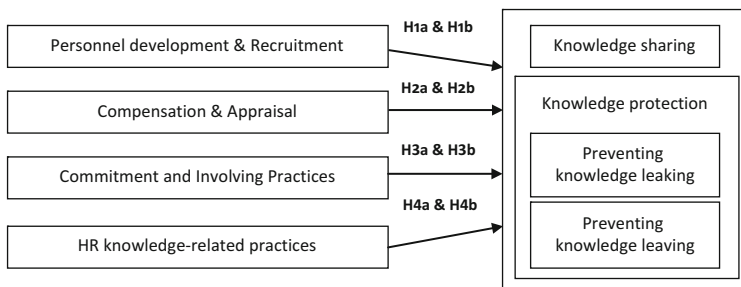 Personnel development & Recruitment
H1a & H1b
Compensation & Appraisal
H2a & H2b
Commitment and Involving Practices
H3a & H3b
HR knowledge-related practices
H4a & H4b
Knowledge sharing
Knowledge protection
Preventing
knowledge leaking
Preventing
knowledge leaving